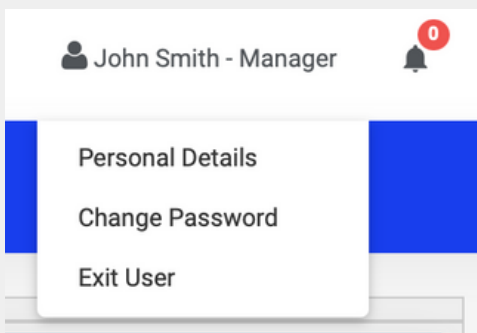 John Smith - Manager
0
Personal Details
Change Password
Exit User